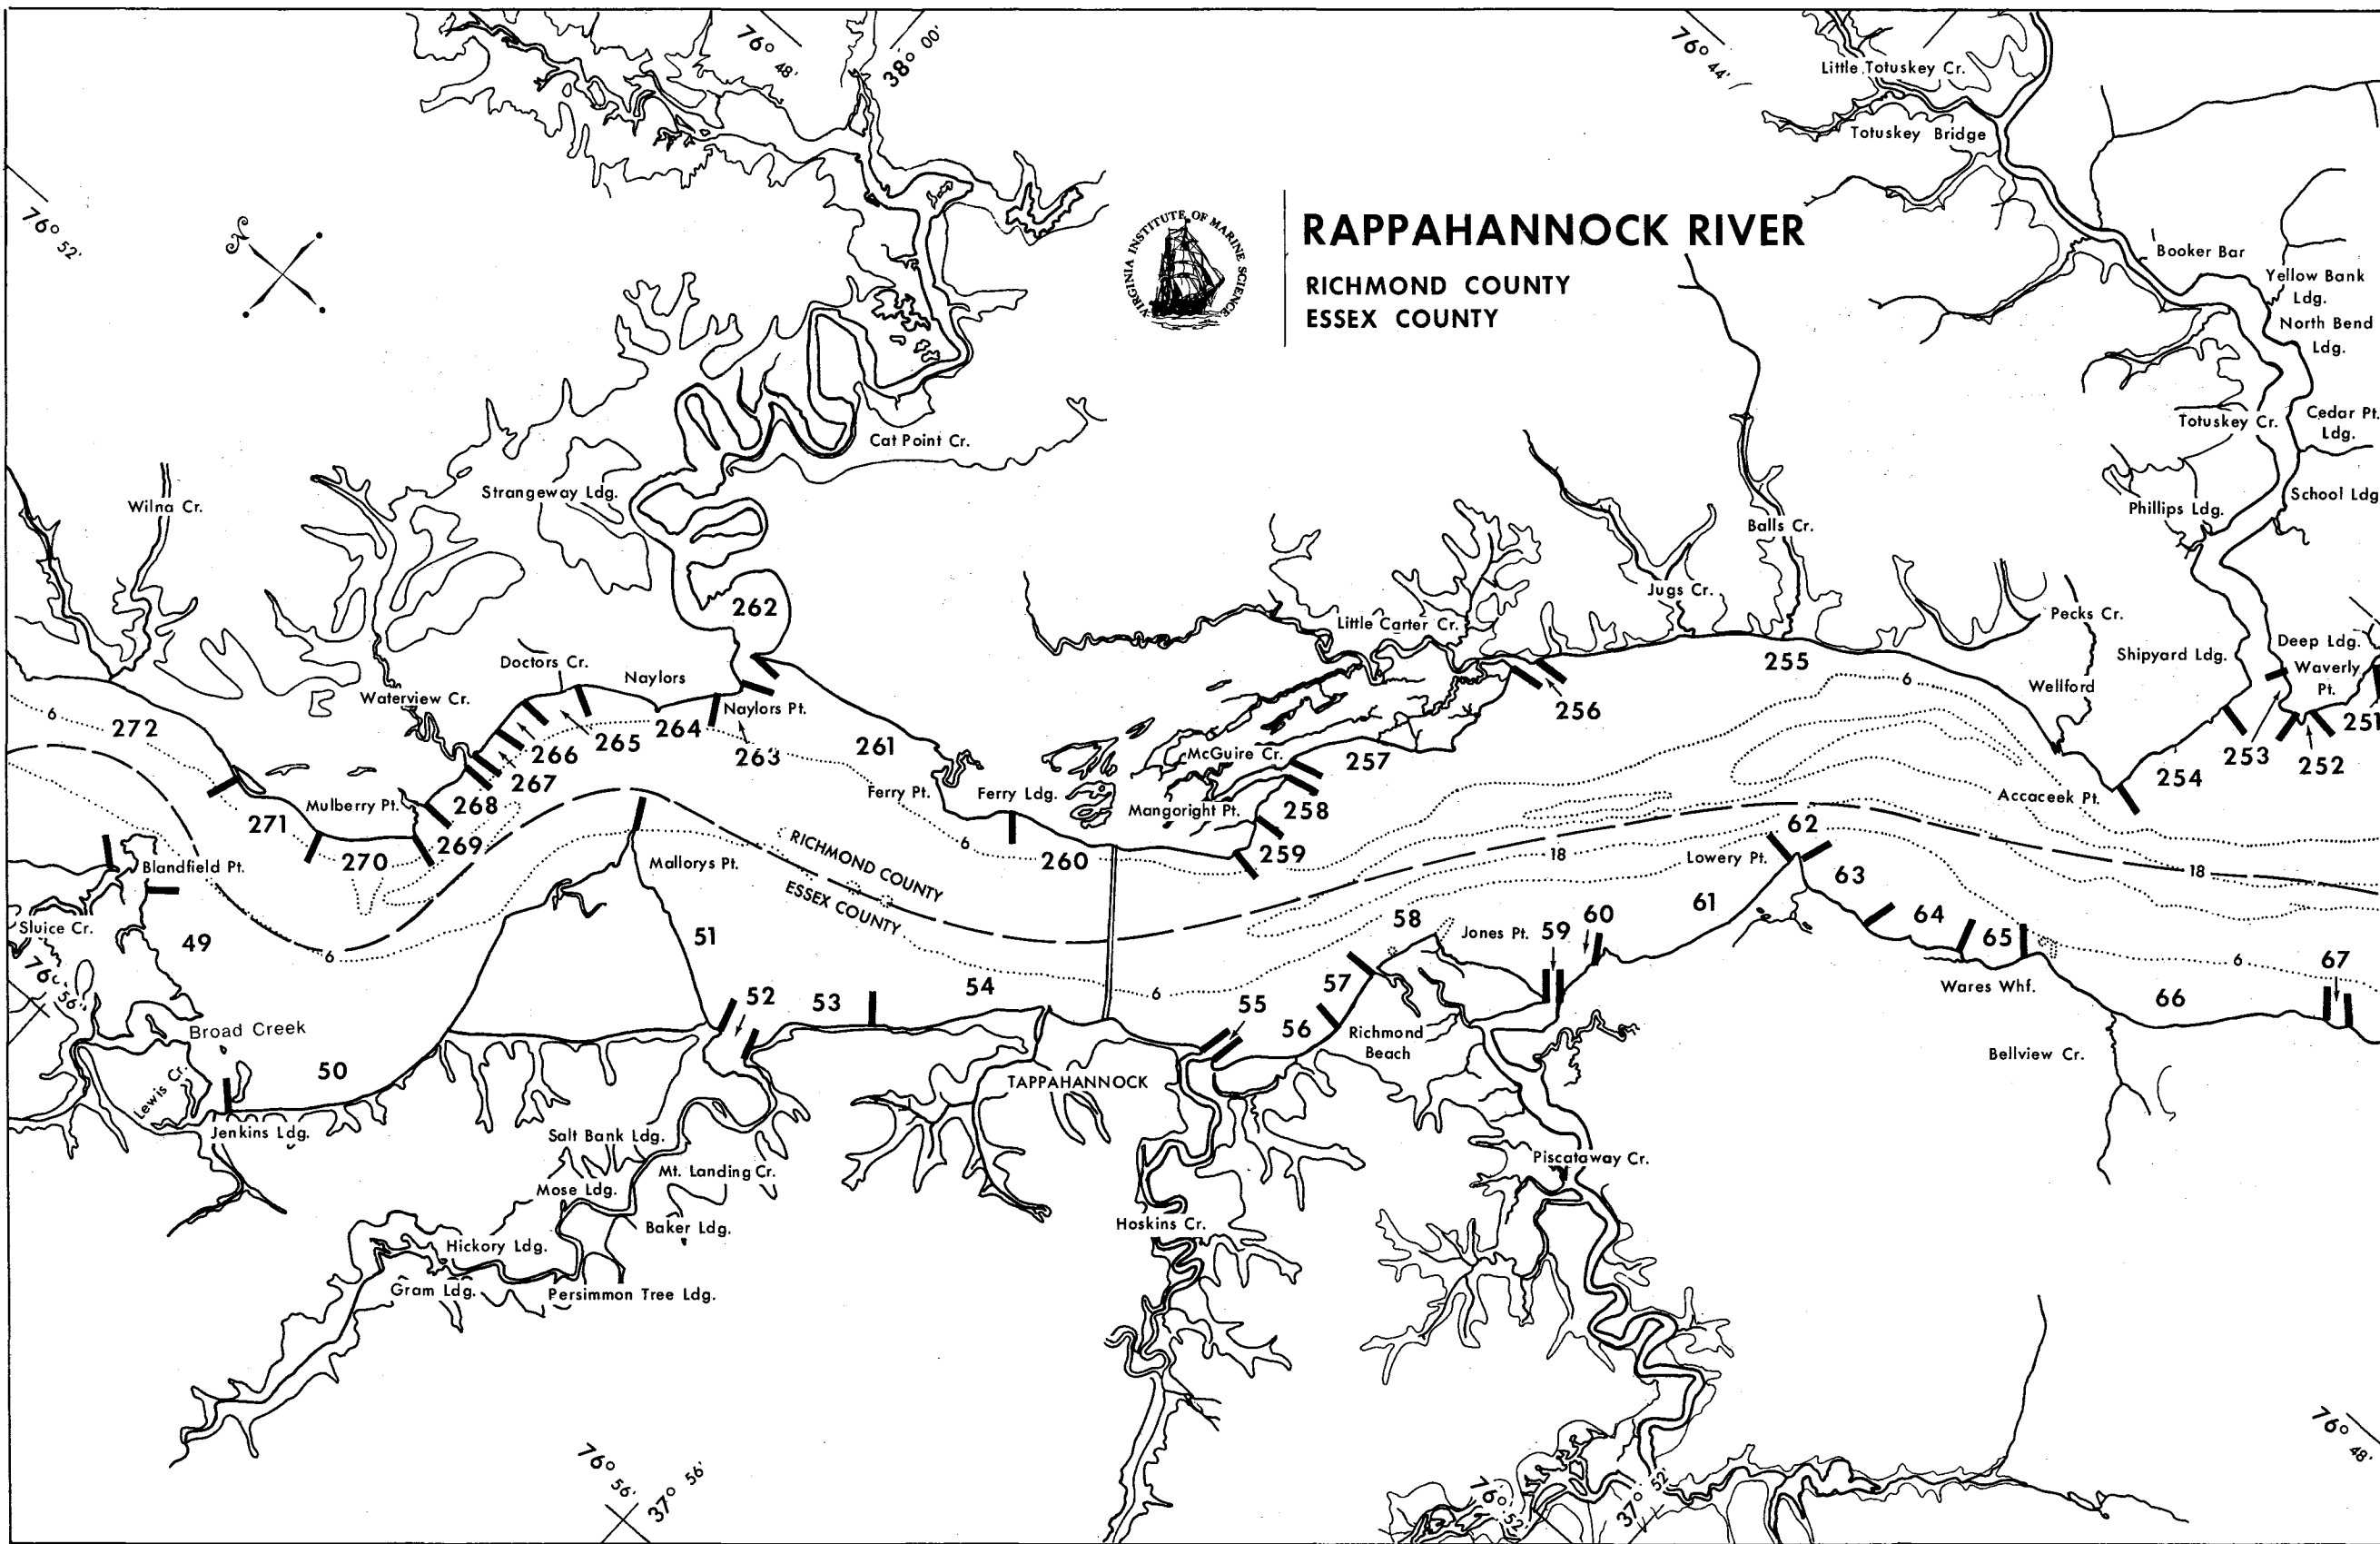 76° 48'
38° 00'
76° 44'
Little Totuskey Cr.
Totuskey Bridge
76° 52'
N
VIRGINIA INSTITUTE OF MARINE SCIENCE
RAPPAHANNOCK RIVER
RICHMOND COUNTY
ESSEX COUNTY
Booker Bar
Yellow Bank
Ldg.
North Bend
Ldg.
Cedar Pt.
Ldg.
Totuskey Cr.
Cat Point Cr.
Strangeway Ldg.
Wilna Cr.
School Ldg
Phillips Ldg.
Balls Cr.
Jugs Cr.
262
Little Carter Cr.
Pecks Cr.
Deep Ldg.
Waverly
Pt.
Shipyard Ldg.
255
Doctors Cr.
Naylors
Waterview Cr.
Naylors Pt.
Wellford
6
6
272
256
251
252
253
254
264
265
263
266
267
268
269
261
257
McGuire Cr.
Ferry Pt.
Ferry Ldg.
Mangoright Pt.
258
259
Accaceek Pt.
Mulberry Pt.
271
270
Blandfield Pt.
Mallorys Pt.
RICHMOND COUNTY
ESSEX COUNTY
6
260
18
Lowery Pt.
62
63
18
61
64
65
Sluice Cr.
49
6
51
58
Jones Pt.
59
60
57
6
67
76° 56'
Wares Whf.
66
52
53
54
6
55
56
Richmond
Beach
Broad Creek
Bellview Cr.
50
Lewis Cr.
TAPPAHANNOCK
Jenkins Ldg.
Salt Bank Ldg.
Mt. Landing Cr.
Piscataway Cr.
Mose Ldg.
Baker Ldg.
Hoskins Cr.
Hickory Ldg.
Gram Ldg.
Persimmon Tree Ldg.
76° 56'
37° 56'
76° 52'
37° 52'
76° 48'